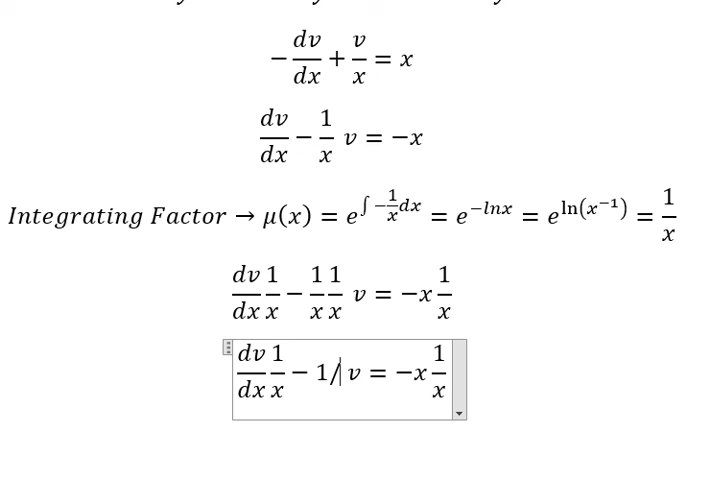 -dv/dx + v/x = x
dv/dx - 1/x v = -x
Integrating Factor → μ(x) = e^∫-1/x dx = e^-lnx = e^ln(x^-1) = 1/x
dv/dx 1/x - 1/x 1/x v = -x 1/x
dv/dx 1/x - 1/ v = -x 1/x